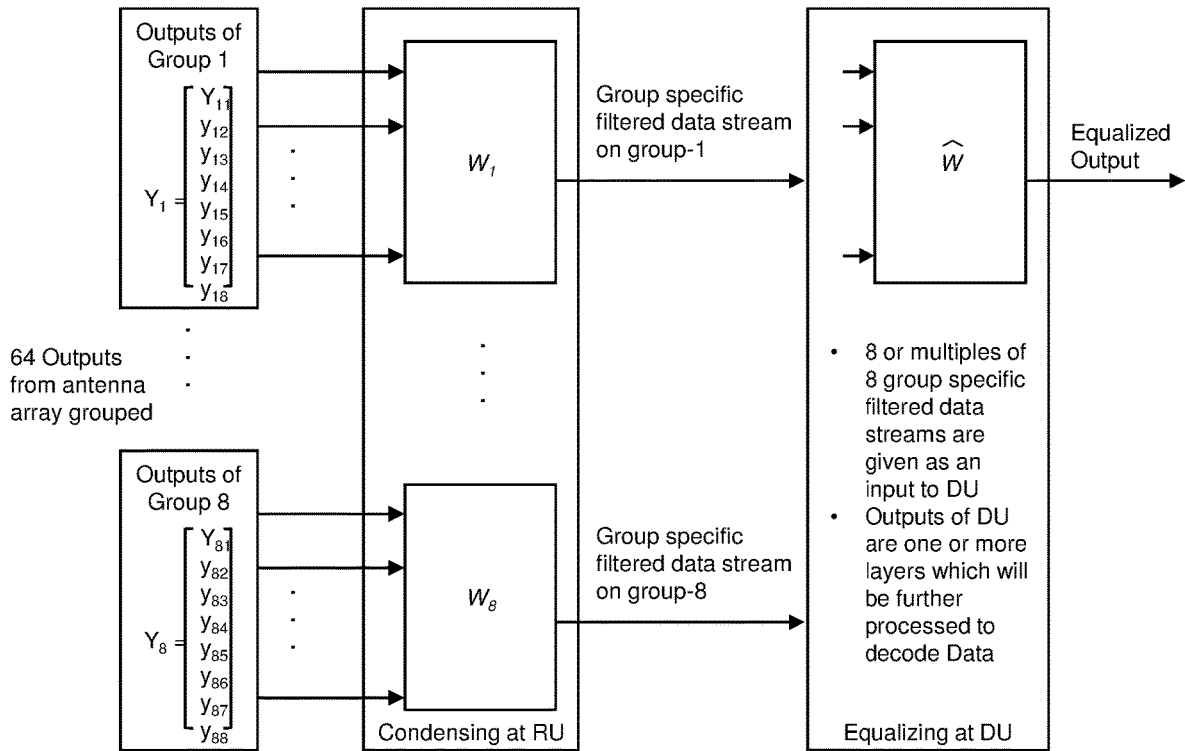 Outputs of
Group 1
Y₁ =
Y₁₁
y₁₂
y₁₃
y₁₄
y₁₅
y₁₆
y₁₇
y₁₈
W₁
Group specific
filtered data stream
on group-1
Ŵ
Equalized
Output
64 Outputs
from antenna
array grouped
Outputs of
Group 8
Y₈ =
Y₈₁
y₈₂
y₈₃
y₈₄
y₈₅
y₈₆
y₈₇
y₈₈
W₈
Group specific
filtered data stream
on group-8
Condensing at RU
• 8 or multiples of
8 group specific
filtered data
streams are
given as an
input to DU
• Outputs of DU
are one or more
layers which will
be further
processed to
decode Data
Equalizing at DU